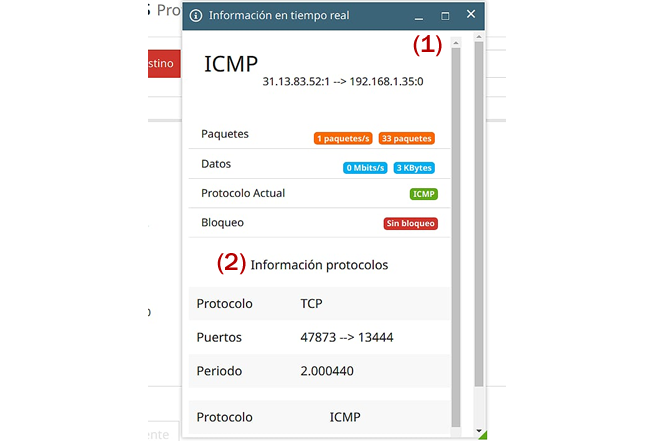 s Proto
Información en tiempo real
(1)
stino
ICMP
31.13.83.52:1 --> 192.168.1.35:0
Paquetes 1 paquetes/s 33 paquetes
Datos 0 Mbits/s 3 KBytes
Protocolo Actual ICMP
Bloqueo Sin bloqueo
(2) Información protocolos
Protocolo TCP
Puertos 47873 --> 13444
Periodo 2.000440
Protocolo ICMP
ente